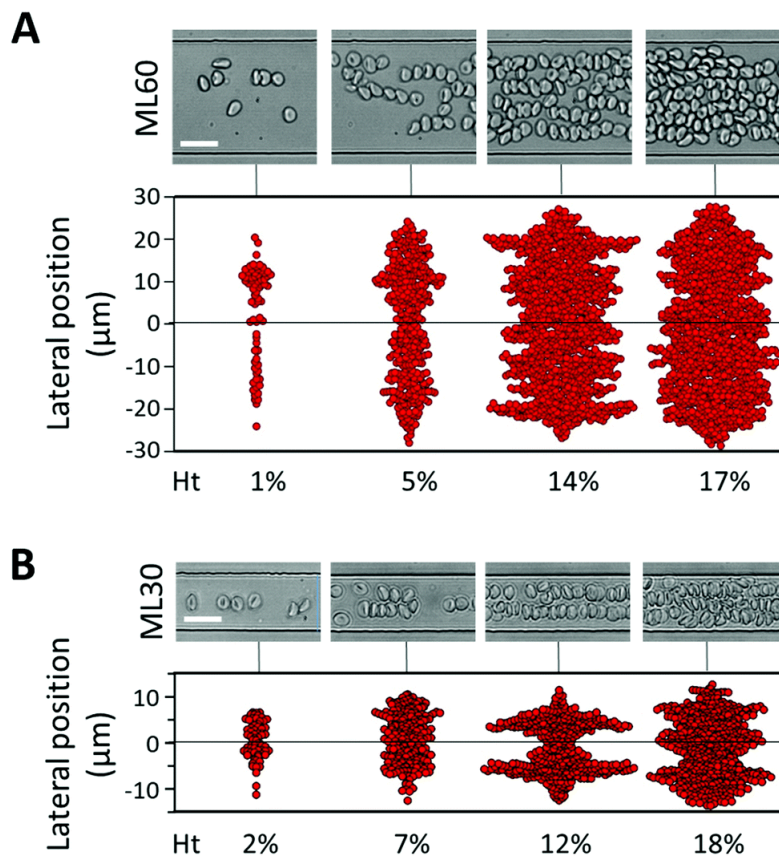 A
ML60
30
20
10
0
-10
-20
-30
Lateral position
(μm)
Ht 1% 5% 14% 17%
B
ML30
10
0
-10
Lateral position
(μm)
Ht 2% 7% 12% 18%